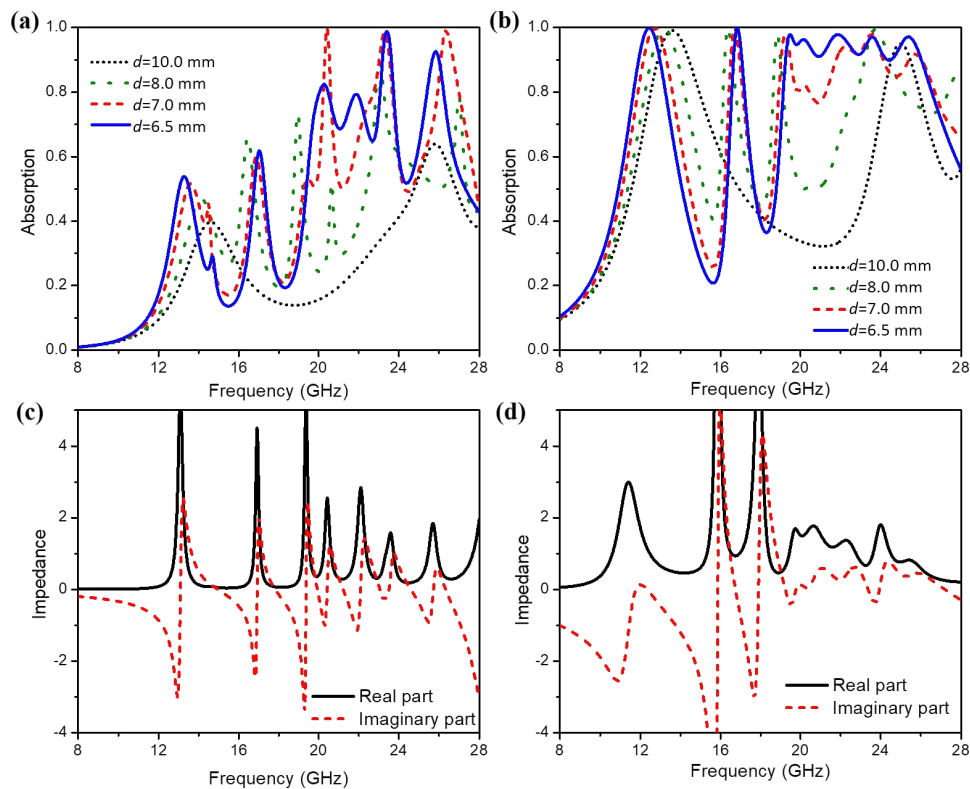 (a)
1.0
0.8
0.6
0.4
0.2
0.0
Absorption
d=10.0 mm
d=8.0 mm
d=7.0 mm
d=6.5 mm
8 12 16 20 24 28
Frequency (GHz)
(b)
1.0
0.8
0.6
0.4
0.2
0.0
Absorption
d=10.0 mm
d=8.0 mm
d=7.0 mm
d=6.5 mm
8 12 16 20 24 28
Frequency (GHz)
(c)
4
2
0
-2
-4
Impedance
Real part
Imaginary part
8 12 16 20 24 28
Frequency (GHz)
(d)
4
2
0
-2
-4
Impedance
Real part
Imaginary part
8 12 16 20 24 28
Frequency (GHz)